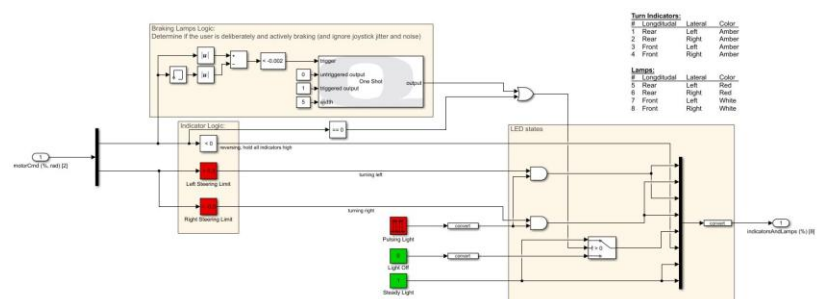 Braking Lamps Logic:
Determine if the user is deliberately and actively braking (and ignore joystick jitter and noise)
|u|
|u|
< -0.002
trigger
0
untriggered output
1
triggered output
5
width
One Shot
output
Turn Indicators:
# Longditudal Lateral Color
1 Rear Left Amber
2 Rear Right Amber
3 Front Left Amber
4 Front Right Amber
Lamps:
# Longditudal Lateral Color
5 Rear Left Red
6 Rear Right Red
7 Front Left White
8 Front Right White
1
motorCmd (%, rad) [2]
Indicator Logic:
== 0
< 0
reversing, hold all indicators high
Left Steering Limit
turning left
Right Steering Limit
turning right
LED states
Pulsing Light
convert
Light Off
convert
Steady Light
convert
1
indicatorsAndLamps (%) [8]